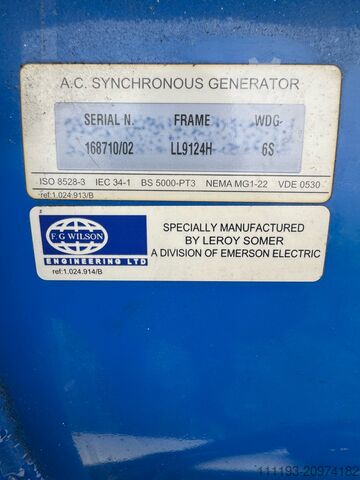 A.C. SYNCHRONOUS GENERATOR
SERIAL N. FRAME WDG
168710/02 LL9124H 6S
ISO 8528-3 IEC 34-1 BS 5000-PT3 NEMA MG1-22 VDE 0530
ref:1.024.913/B
F.G WILSON
ENGINEERING LTD
ref:1.024.914/B
SPECIALLY MANUFACTURED
BY LEROY SOMER
A DIVISION OF EMERSON ELECTRIC
111193-20974182